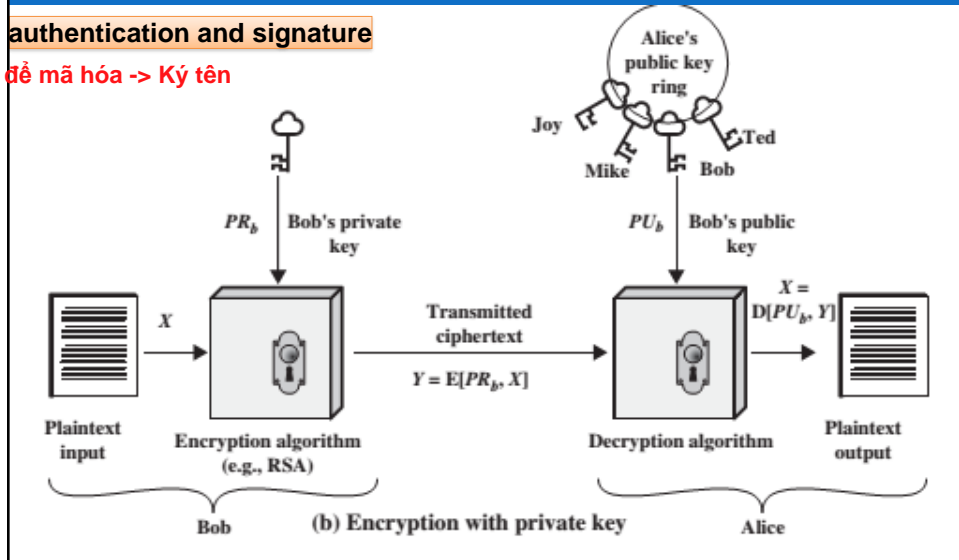 authentication and signature
để mã hóa -> Ký tên
Alice's
public key
ring
Joy
Ted
Mike
Bob
PRb
Bob's private
key
PUb
Bob's public
key
X
Transmitted
ciphertext
Y = E[PRb, X]
X =
D[PUb, Y]
Plaintext
input
Encryption algorithm
(e.g., RSA)
Decryption algorithm
Plaintext
output
Bob
(b) Encryption with private key
Alice